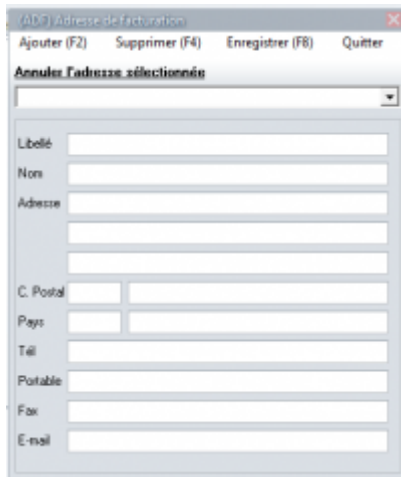 (ADF) Adresse de facturation
Ajouter (F2) Supprimer (F4) Enregistrer (F8) Quitter
Annuler l'adresse sélectionnée
Libellé
Nom
Adresse
C. Postal
Pays
Tél
Portable
Fax
E-mail